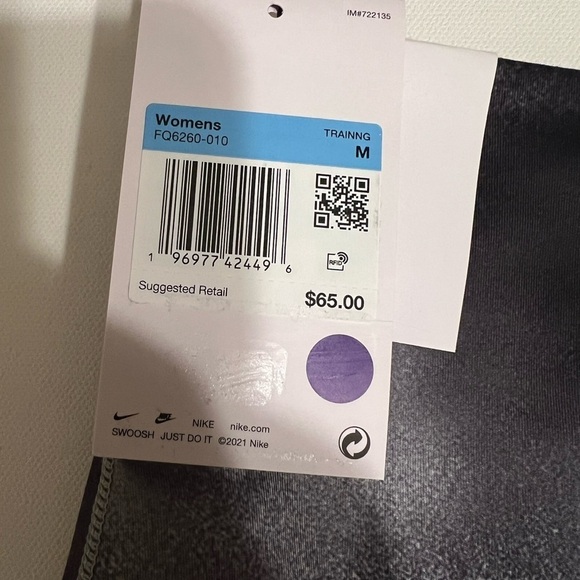 IM#722135
Womens
FQ6260-010
TRAINNG
M
1 96977 42449 6
RFID
Suggested Retail
$65.00
NIKE nike.com
SWOOSH JUST DO IT ©2021 Nike